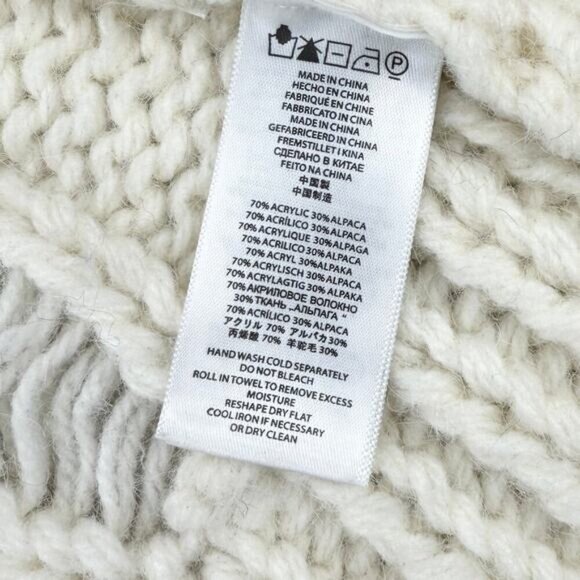 P
MADE IN CHINA
HECHO EN CHINA
FABRIQUÉ EN CHINE
FABBRICATO IN CINA
MADE IN CHINA
GEFABRICEERD IN CHINA
FREMSTILLET I KINA
СДЕЛАНО В КИТАЕ
FEITO NA CHINA
中国製
中国制造
70% ACRYLIC 30% ALPACA
70% ACRÍLICO 30% ALPACA
70% ACRYLIQUE 30% ALPAGA
70% ACRILICO 30% ALPACA
70% ACRYL 30%ALPAKA
70% ACRYLISCH 30% ALPACA
70% ACRYLAGTIG 30% ALPAKA
70% АКРИЛОВОЕ ВОЛОКНО
30% ТКАНЬ „АЛЬПАГА"
70% ACRÍLICO 30% ALPACA
アクリル 70% アルパカ 30%
丙烯酸 70% 羊驼毛 30%
HAND WASH COLD SEPARATELY
DO NOT BLEACH
ROLL IN TOWEL TO REMOVE EXCESS
MOISTURE
RESHAPE DRY FLAT
COOL IRON IF NECESSARY
OR DRY CLEAN